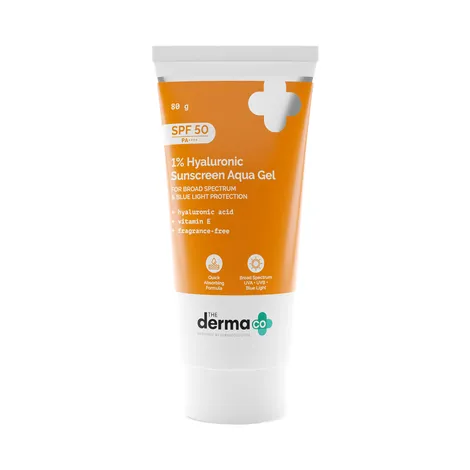 80 g
SPF 50
PA++++
1% Hyaluronic
Sunscreen Aqua Gel
FOR BROAD SPECTRUM
& BLUE LIGHT PROTECTION
+ hyaluronic acid
+ vitamin E
+ fragrance-free
Quick
Absorbing
Formula
Broad Spectrum
UVA + UVB +
Blue Light
THE
derma co